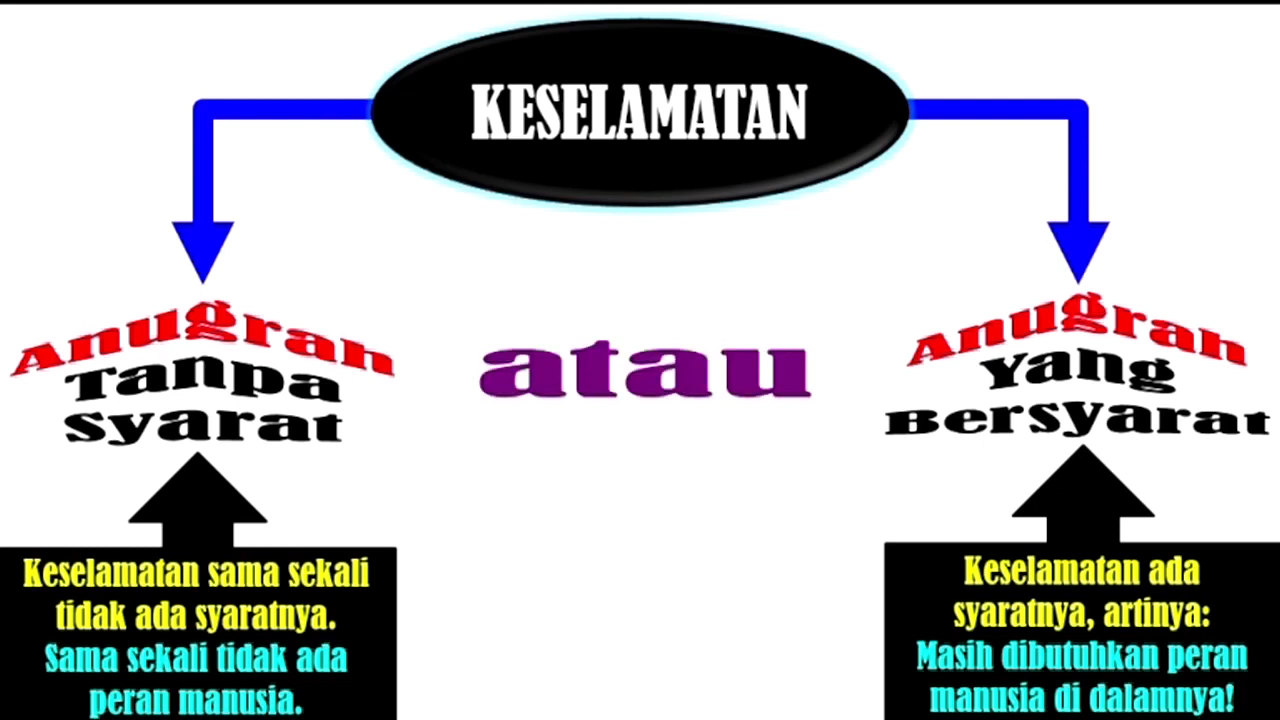 KESELAMATAN
Anugrah
Tanpa
Syarat
atau
Anugrah
Yang
Bersyarat
Keselamatan sama sekali
tidak ada syaratnya.
Sama sekali tidak ada
peran manusia.
Keselamatan ada
syaratnya, artinya:
Masih dibutuhkan peran
manusia di dalamnya!